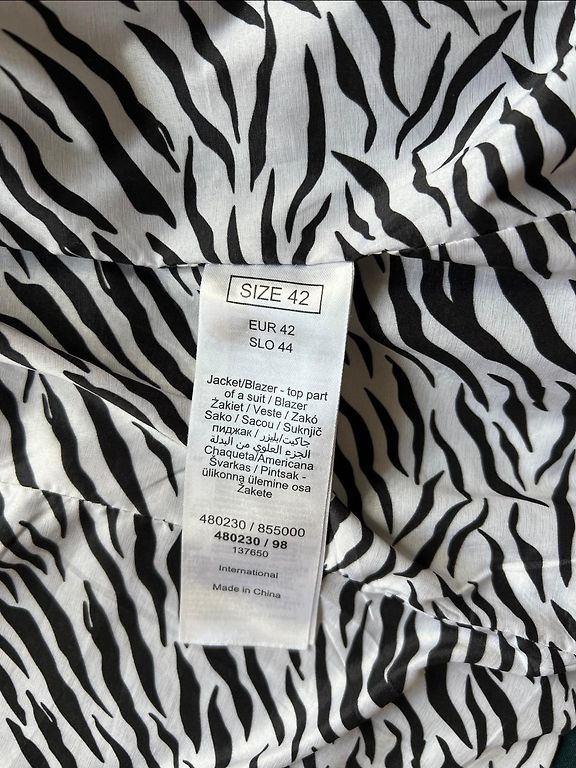 SIZE 42
EUR 42
SLO 44
Jacket/Blazer - top part
of a suit / Blazer
Žakiet / Veste / Zakó
Sako / Sacou / Suknjič
пиджак / جاكيت/بليزر
الجزء العلوي من البدلة
Chaqueta/Americana
Švarkas / Pintsak -
ülikonna ülemine osa
Žakete
480230 / 855000
480230 / 98
137650
International
Made in China